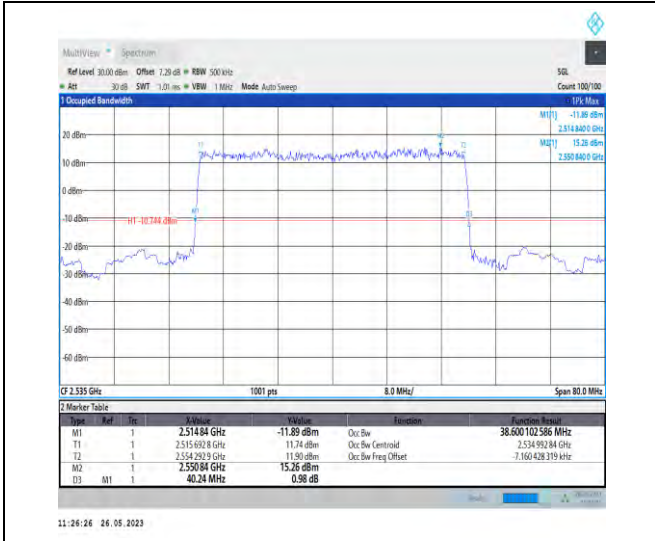 MultiView Spectrum
Ref Level 30.00 dBm Offset 7.29 dB RBW 500 kHz SGL
Att 30 dB SWT 1.01 ms VBW 1 MHz Mode Auto Sweep Count 100/100
1 Occupied Bandwidth 1Pk Max
M1[1] -11.89 dBm
2.514 840 0 GHz
M2[1] 15.26 dBm
2.550 840 0 GHz
20 dBm
M2
T1 T2
10 dBm
0 dBm
M1 D3
-10 dBm
H1 -10.744 dBm
-20 dBm
-30 dBm
-40 dBm
-50 dBm
-60 dBm
CF 2.535 GHz 1001 pts 8.0 MHz/ Span 80.0 MHz
2 Marker Table
Type Ref Trc X-Value Y-Value Function Function Result
M1 1 2.514 84 GHz -11.89 dBm Occ Bw 38.600 102 586 MHz
T1 1 2.515 692 8 GHz 11.74 dBm Occ Bw Centroid 2.534 992 84 GHz
T2 1 2.554 292 9 GHz 11.90 dBm Occ Bw Freq Offset -7.160 428 319 kHz
M2 1 2.550 84 GHz 15.26 dBm
D3 M1 1 40.24 MHz 0.98 dB
11:26:26 26.05.2023